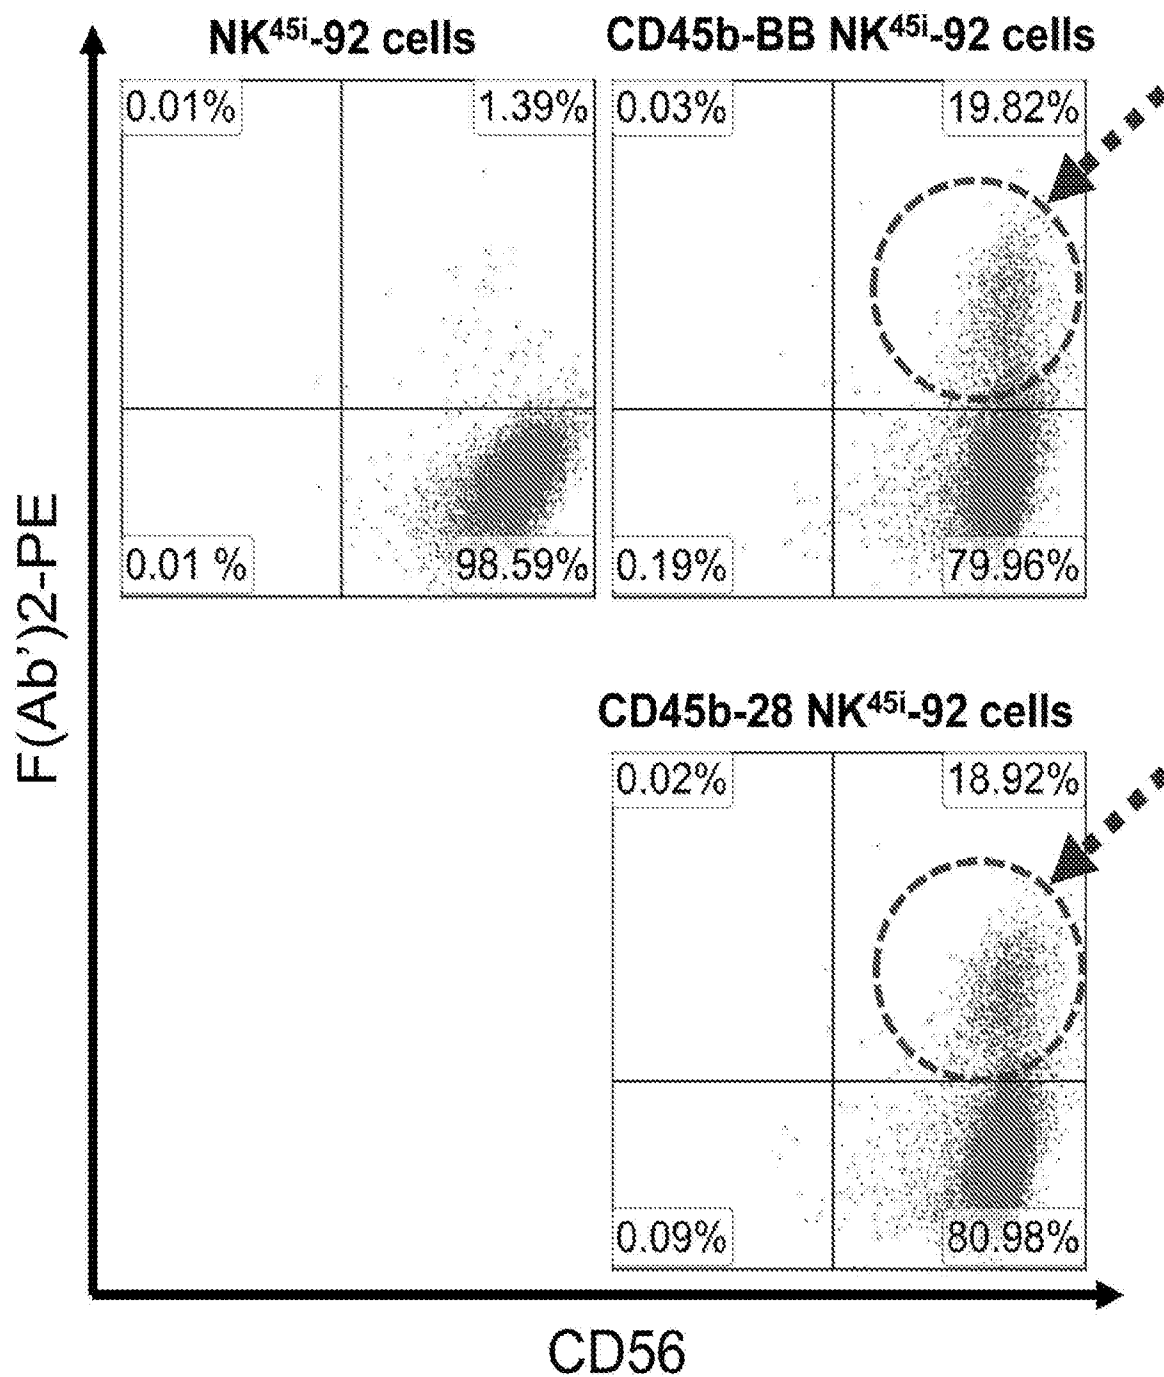 NK45i-92 cells
CD45b-BB NK45i-92 cells
0.01%
1.39%
0.03%
19.82%
0.01 %
98.59%
0.19%
79.96%
F(Ab')2-PE
CD45b-28 NK45i-92 cells
0.02%
18.92%
0.09%
80.98%
CD56